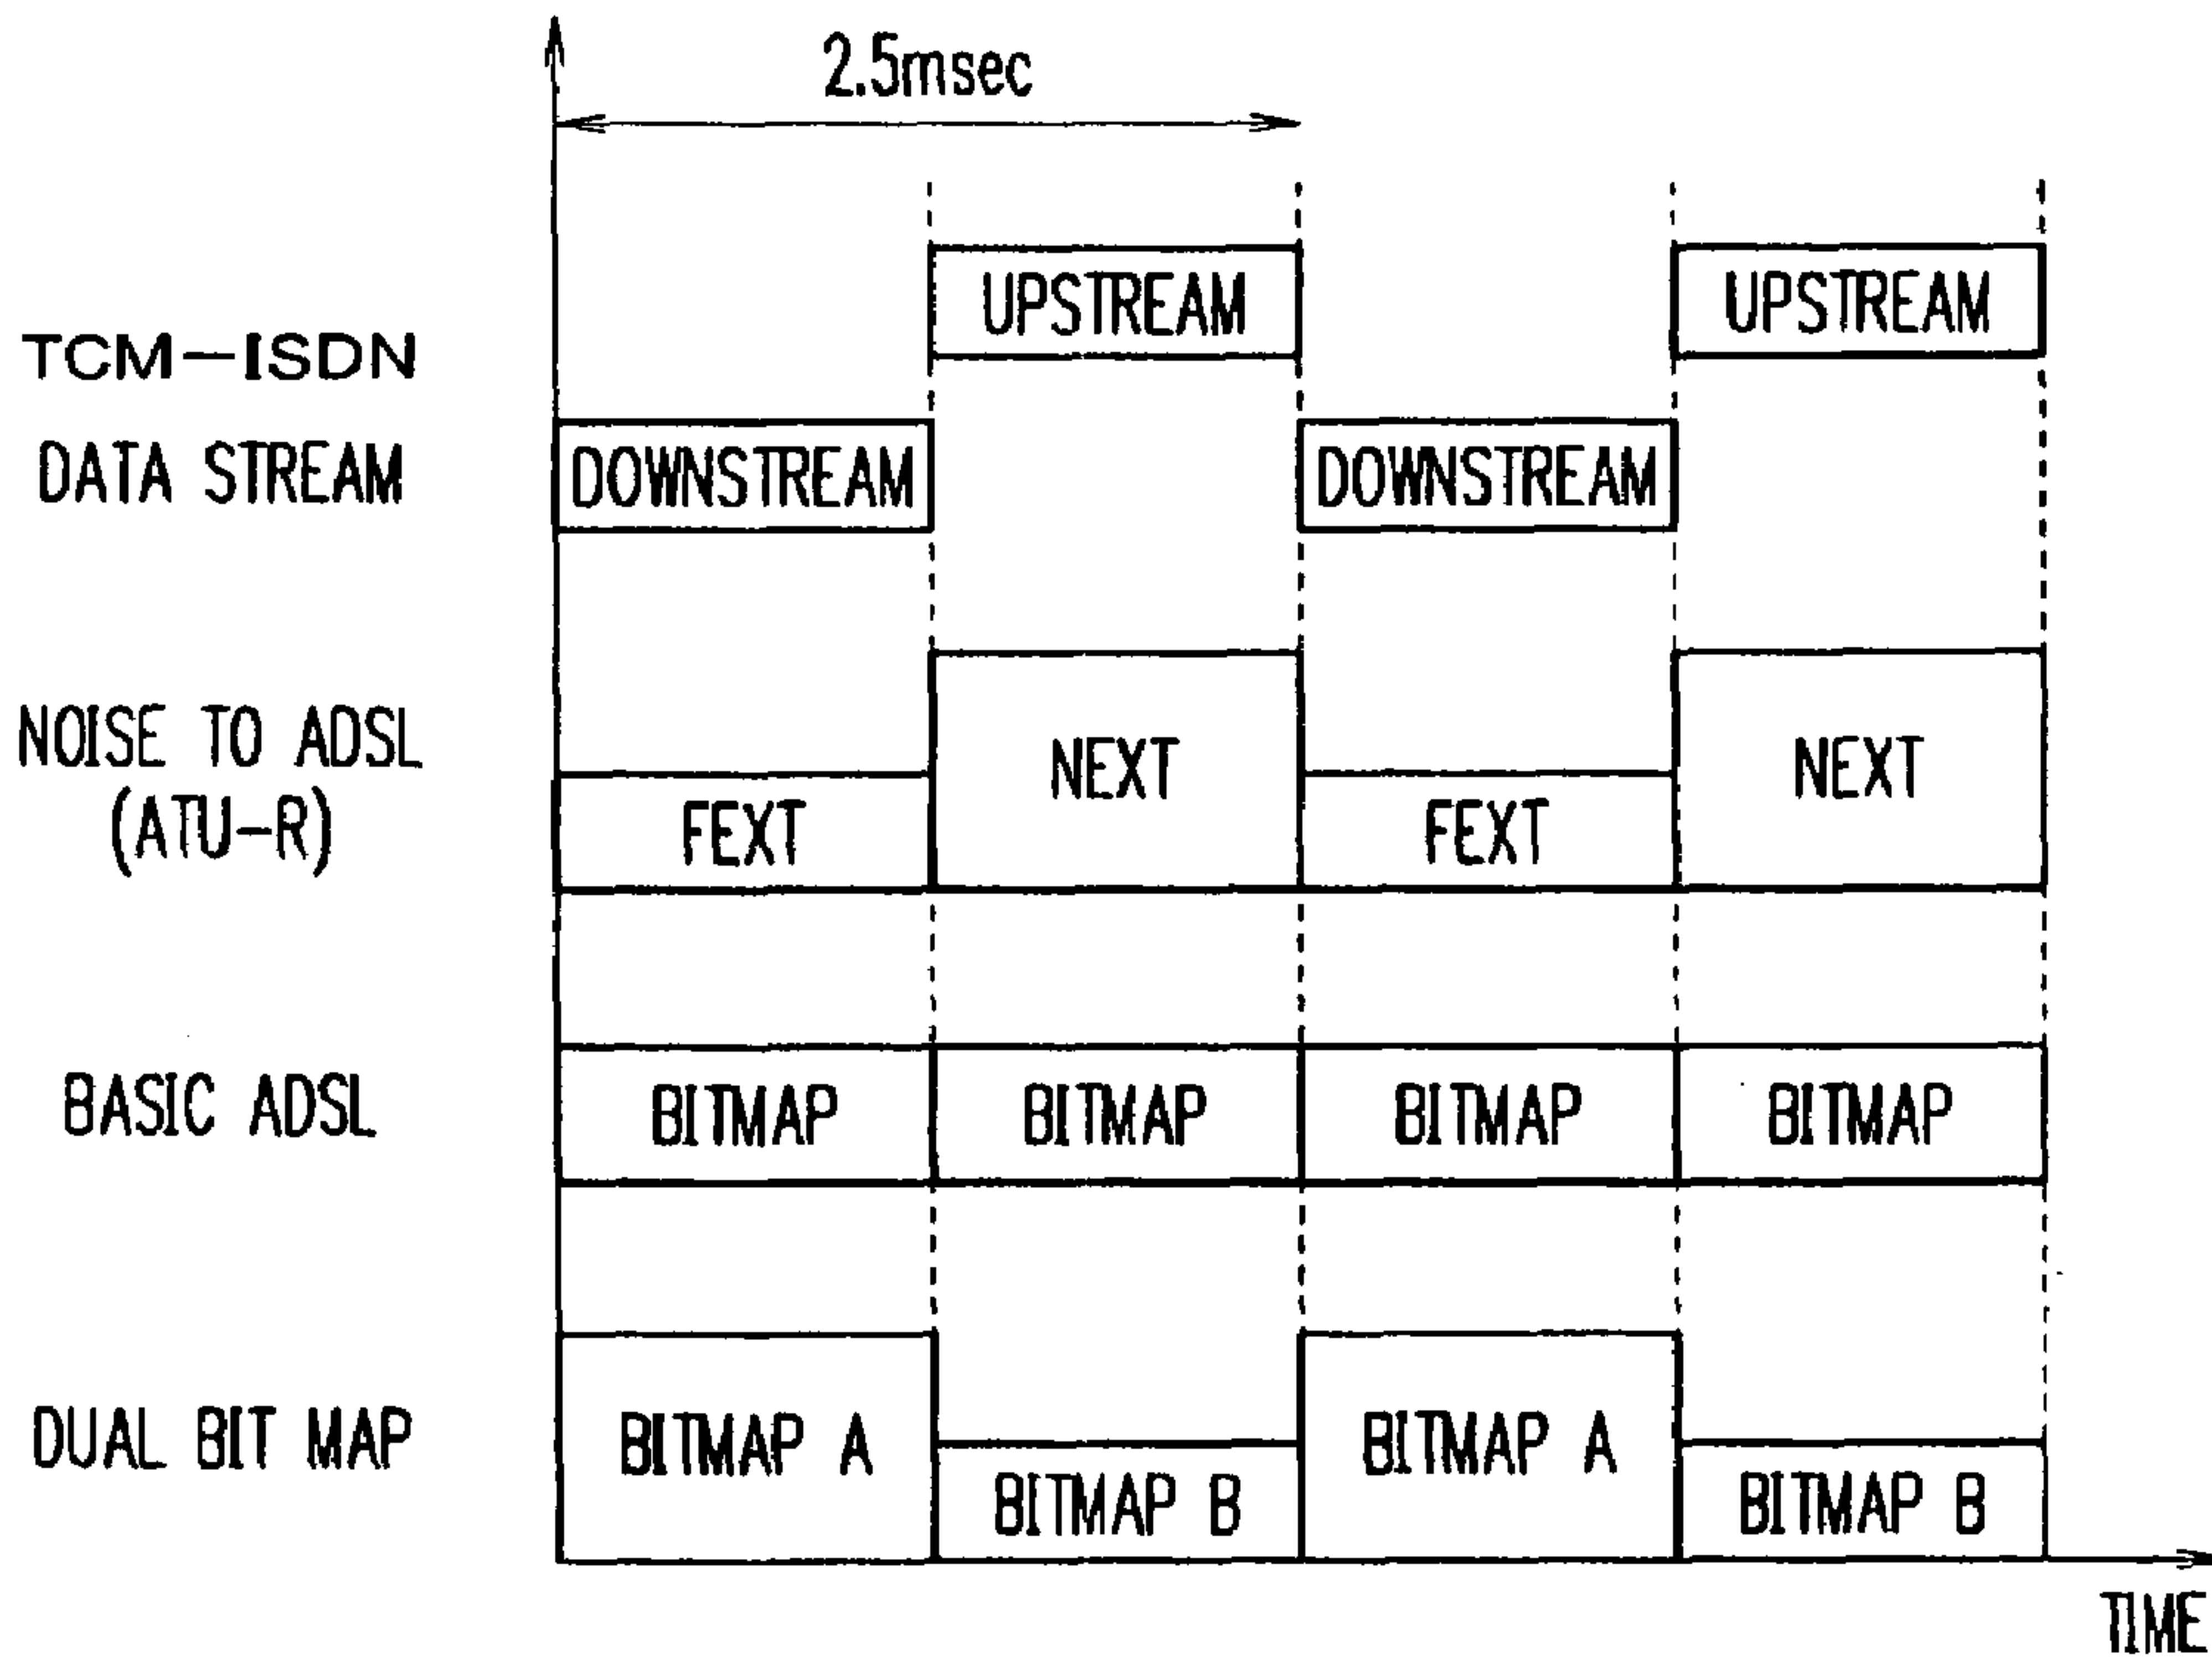 2.5msec
UPSTREAM UPSTREAM
TCM-ISDN
DATA STREAM
DOWNSTREAM DOWNSTREAM
NOISE TO ADSL
(ATU-R)
NEXT NEXT
FEXT FEXT
BASIC ADSL
BITMAP BITMAP BITMAP BITMAP
DUAL BIT MAP
BITMAP A BITMAP A
BITMAP B BITMAP B
TIME